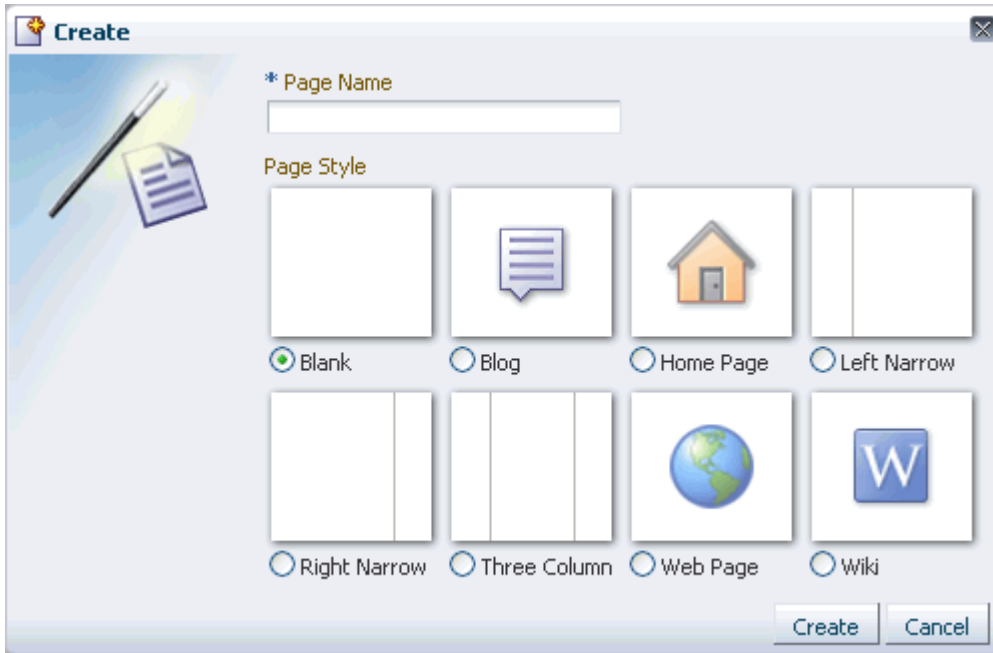 Create
* Page Name
Page Style
Blank Blog Home Page Left Narrow
W
Right Narrow Three Column Web Page Wiki
Create Cancel